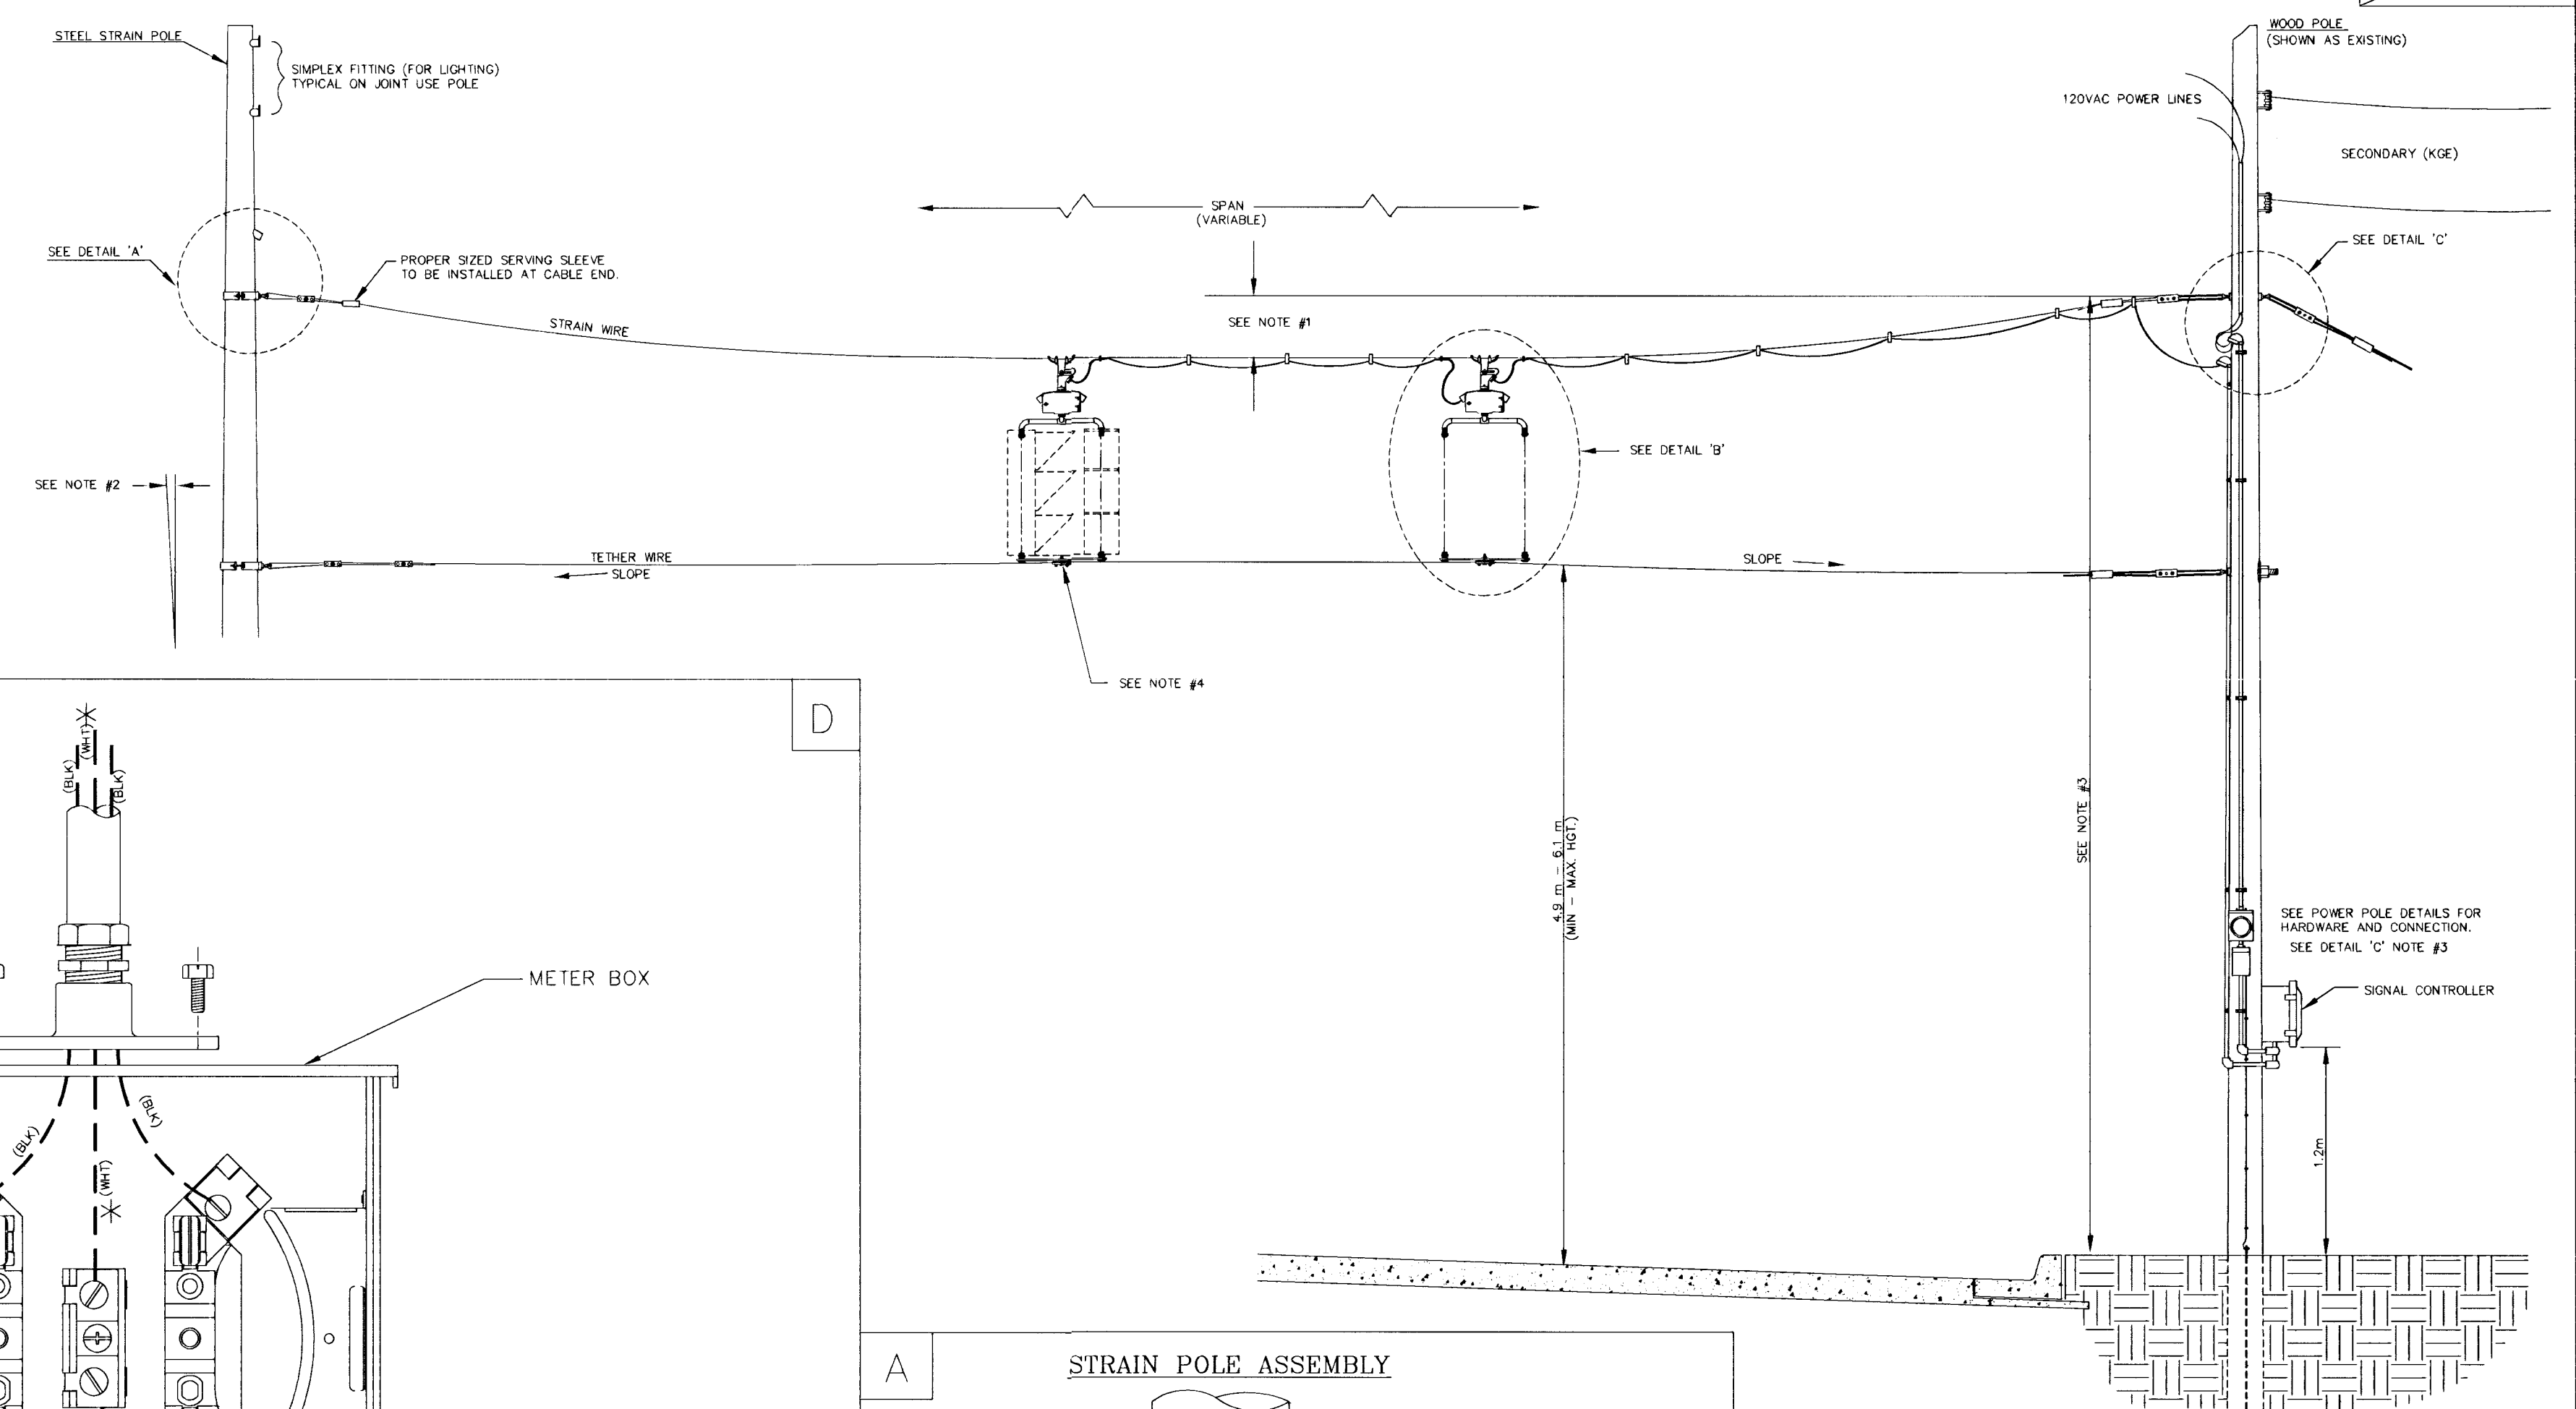 STEEL STRAIN POLE
SIMPLEX FITTING (FOR LIGHTING)
TYPICAL ON JOINT USE POLE
WOOD POLE
(SHOWN AS EXISTING)
120VAC POWER LINES
SECONDARY (KGE)
SPAN
(VARIABLE)
SEE DETAIL 'A'
PROPER SIZED SERVING SLEEVE
TO BE INSTALLED AT CABLE END.
SEE DETAIL 'C'
STRAIN WIRE
SEE NOTE #1
SEE DETAIL 'B'
SEE NOTE #2
TETHER WIRE
SLOPE
SLOPE
SEE NOTE #4
4.9 m - 6.1 m
(MIN - MAX. HGT.)
SEE NOTE #3
SEE POWER POLE DETAILS FOR
HARDWARE AND CONNECTION.
SEE DETAIL 'C' NOTE #3
SIGNAL CONTROLLER
1.2m
D
(BLK)
(WHT)
(BLK)
METER BOX
(BLK)
(BLK)
(WHT)
A
STRAIN POLE ASSEMBLY